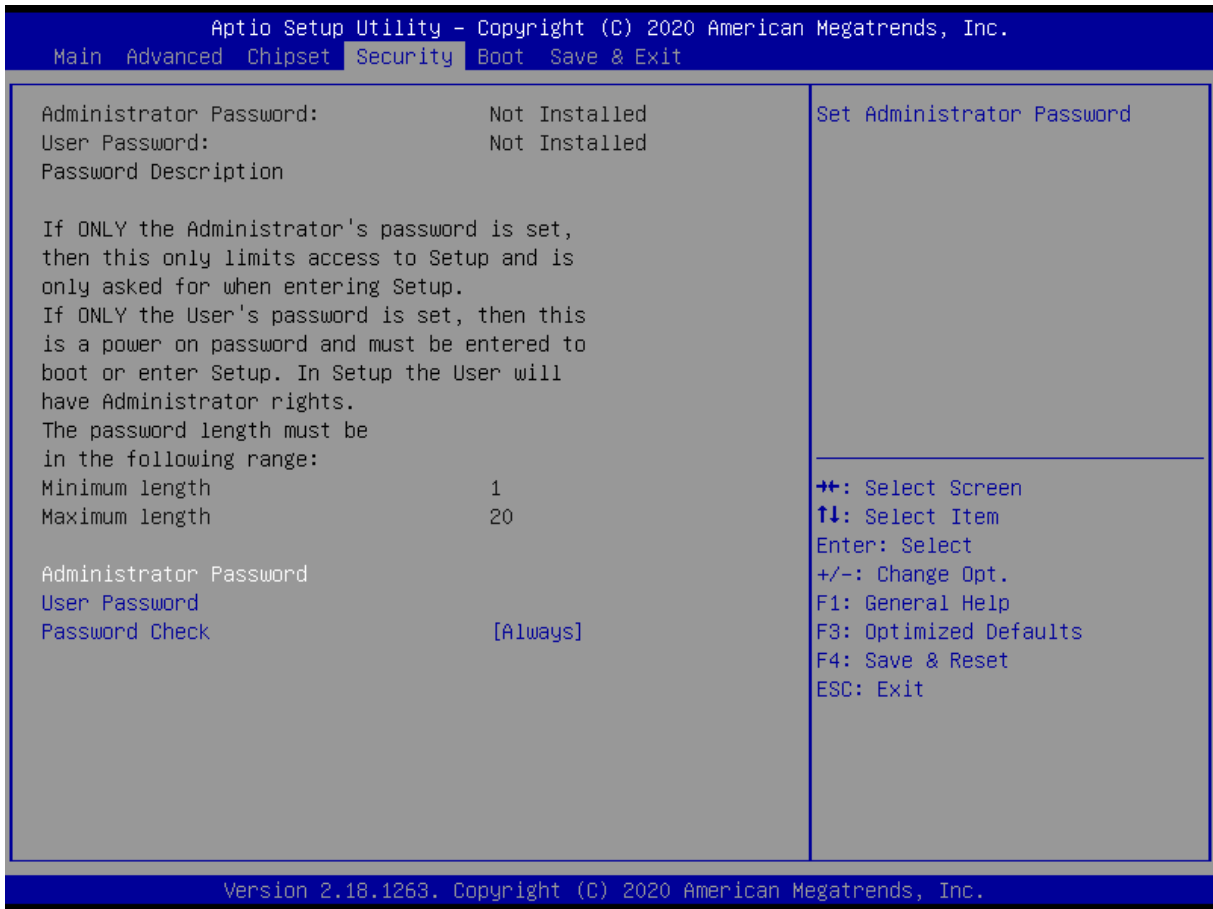 Aptio Setup Utility – Copyright (C) 2020 American Megatrends, Inc.
Main Advanced Chipset Security Boot Save & Exit
Administrator Password: Not Installed
User Password: Not Installed
Password Description
If ONLY the Administrator's password is set,
then this only limits access to Setup and is
only asked for when entering Setup.
If ONLY the User's password is set, then this
is a power on password and must be entered to
boot or enter Setup. In Setup the User will
have Administrator rights.
The password length must be
in the following range:
Minimum length 1
Maximum length 20
Administrator Password
User Password
Password Check [Always]
Set Administrator Password
→←: Select Screen
↑↓: Select Item
Enter: Select
+/-: Change Opt.
F1: General Help
F3: Optimized Defaults
F4: Save & Reset
ESC: Exit
Version 2.18.1263. Copyright (C) 2020 American Megatrends, Inc.